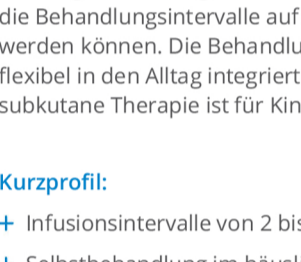 die Behandlungsintervalle auf
werden können. Die Behandlu
flexibel in den Alltag integriert
subkutane Therapie ist für Kin
Kurzprofil:
+ Infusionsintervalle von 2 bis